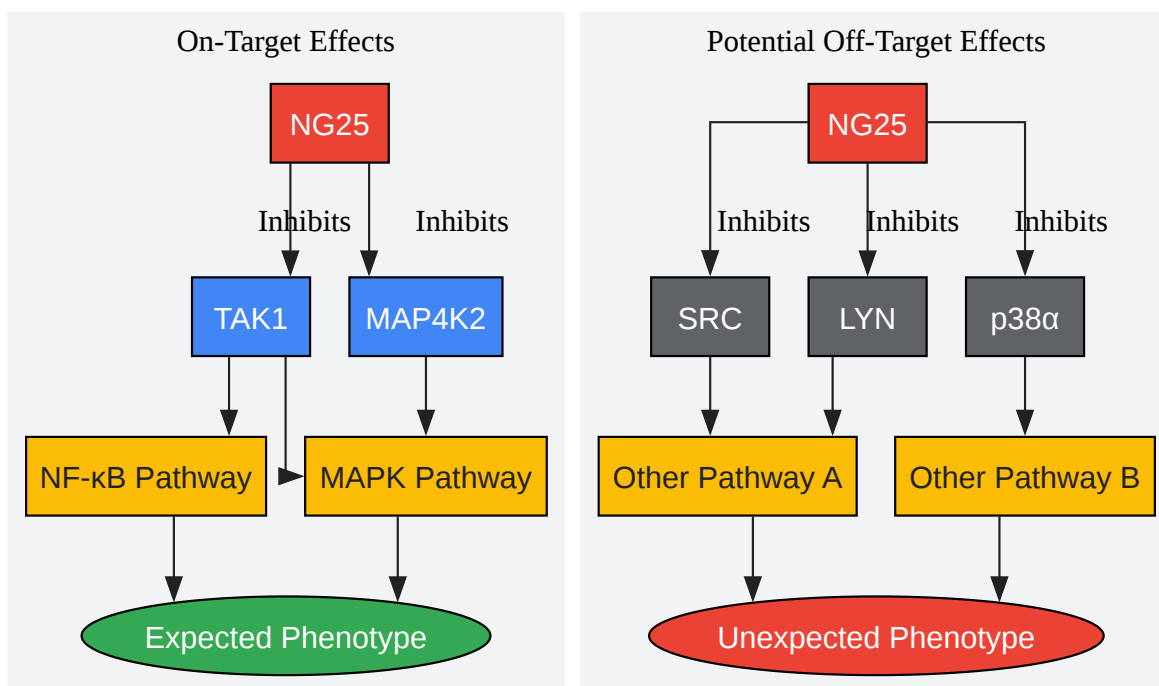 On-Target Effects
NG25
Inhibits
Inhibits
TAK1
MAP4K2
NF-κB Pathway
MAPK Pathway
Expected Phenotype
Potential Off-Target Effects
NG25
Inhibits
Inhibits
Inhibits
SRC
LYN
p38α
Other Pathway A
Other Pathway B
Unexpected Phenotype